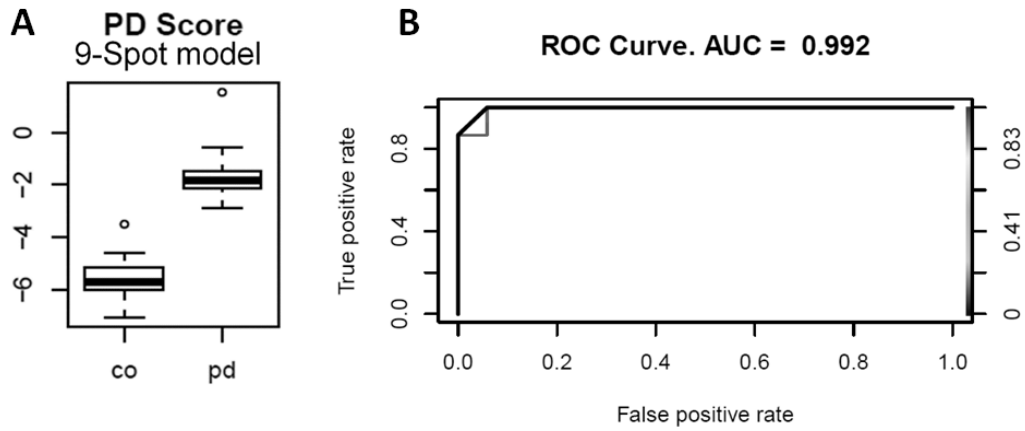 A
PD Score
9-Spot model
0
-2
-4
-6
co
pd
B
ROC Curve. AUC = 0.992
True positive rate
0.8
0.4
0.0
0.83
0.41
0
0.0
0.2
0.4
0.6
0.8
1.0
False positive rate